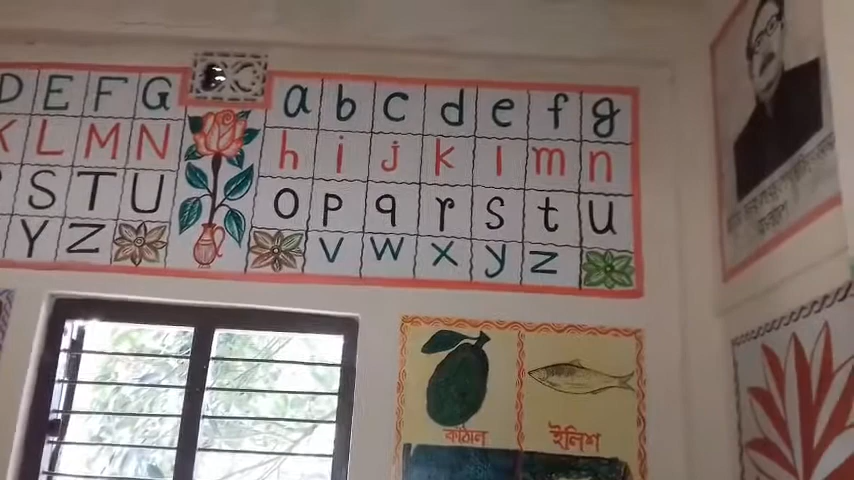 D E F G
K L M N
S T U
Y Z
a b c d e f g
h i j k l m n
o p q r s t u
v w x y z
কাঁঠাল
ইলিশ